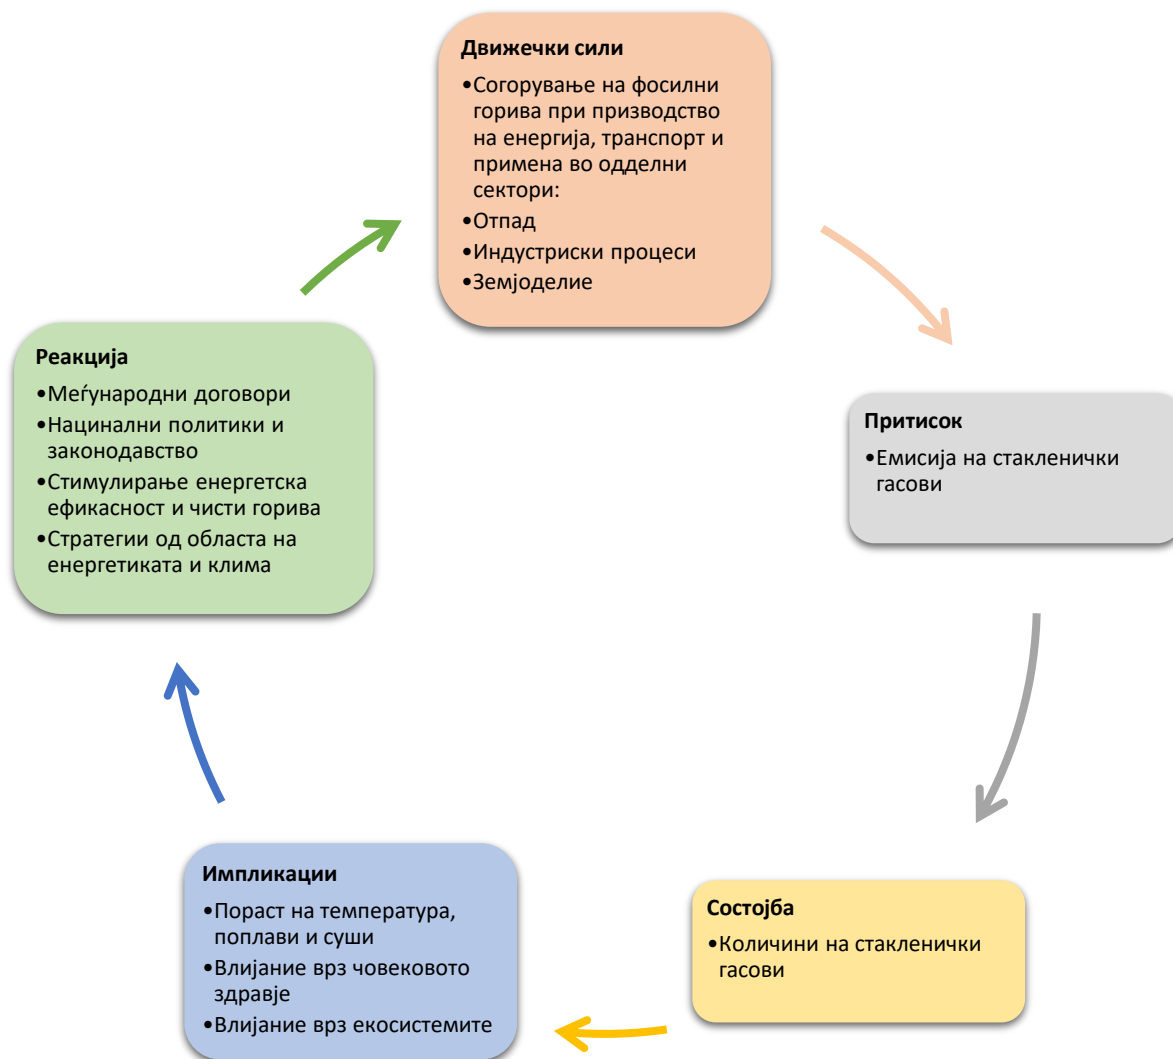 Движечки сили
•Согорување на фосилни
горива при призводство
на енергија, транспорт и
примена во одделни
сектори:
•Отпад
•Индустриски процеси
•Земјоделие
Притисок
•Емисија на стакленички
гасови
Состојба
•Количини на стакленички
гасови
Импликации
•Пораст на температура,
поплави и суши
•Влијание врз човековото
здравје
•Влијание врз екосистемите
Реакција
•Меѓународни договори
•Нацинални политики и
законодавство
•Стимулирање енергетска
ефикасност и чисти горива
•Стратегии од област&#8203;а на
енергетиката и клима